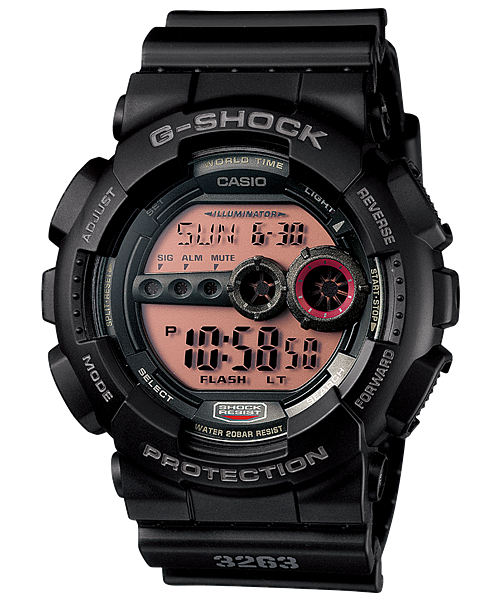 G-SHOCK
WORLD TIME
CASIO
ADJUST
SET
LIGHT
REVERSE
ILLUMINATOR
SUN 6-30
SIG ALM MUTE
SPLIT·RESET
START·STOP
P 10:58 50
FLASH LT
MODE
SELECT
SEARCH
FORWARD
SHOCK
RESIST
WATER 20BAR RESIST
PROTECTION
3263